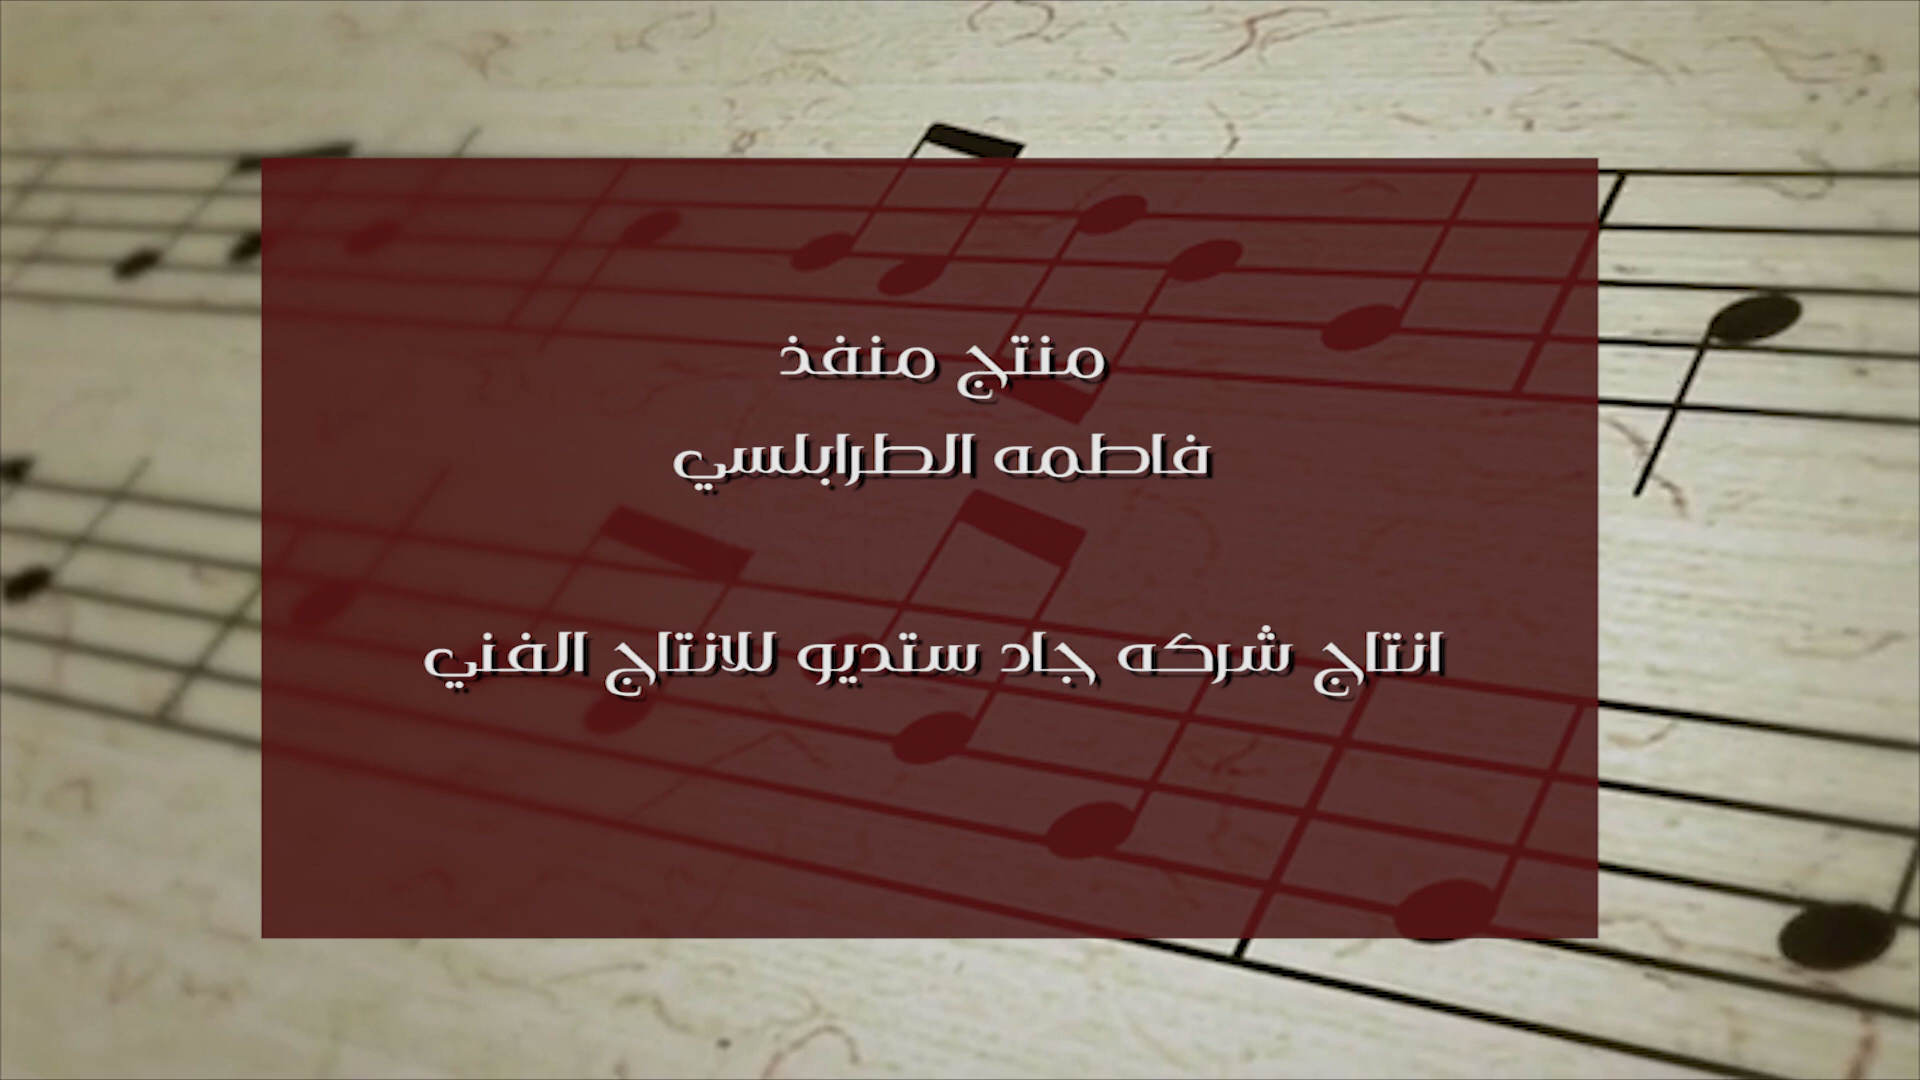 منتج منفذ
فاطمه الطرابلسي
انتاج شركه جاد ستديو للانتاج الفني